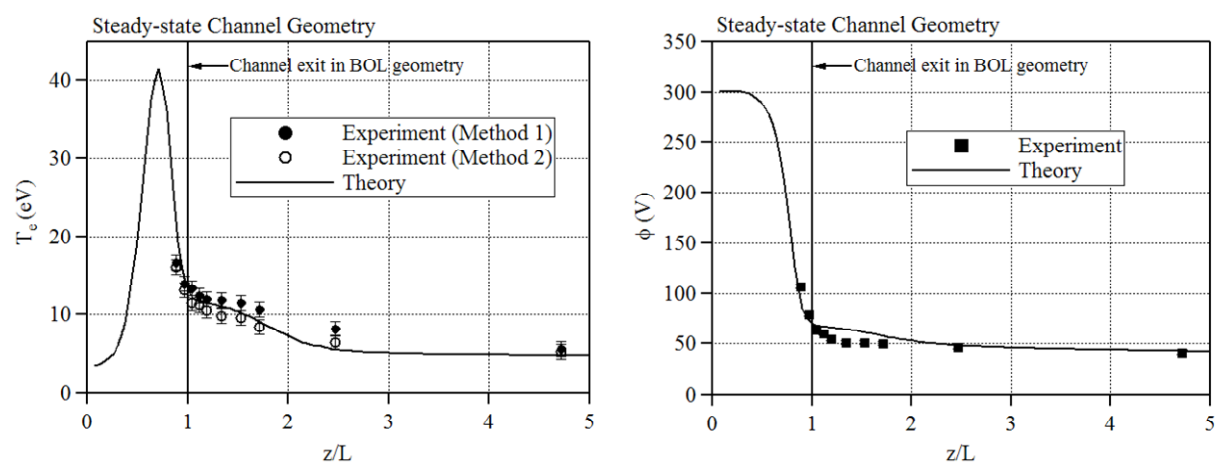 Steady-state Channel Geometry
Channel exit in BOL geometry
Experiment (Method 1)
Experiment (Method 2)
Theory
T_e (eV)
40
30
20
10
0
0 1 2 3 4 5
z/L
Steady-state Channel Geometry
Channel exit in BOL geometry
Experiment
Theory
ϕ (V)
350
300
250
200
150
100
50
0
0 1 2 3 4 5
z/L